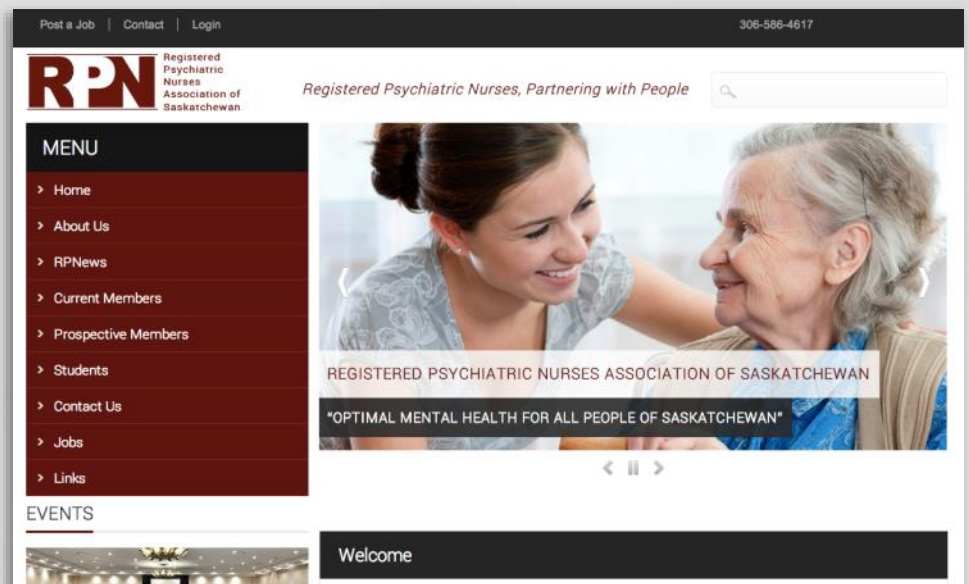 Post a Job | Contact | Login
306-586-4617
RPN
Registered
Psychiatric
Nurses
Association of
Saskatchewan
Registered Psychiatric Nurses, Partnering with People
MENU
> Home
> About Us
> RPNews
> Current Members
> Prospective Members
> Students
> Contact Us
> Jobs
> Links
REGISTERED PSYCHIATRIC NURSES ASSOCIATION OF SASKATCHEWAN
"OPTIMAL MENTAL HEALTH FOR ALL PEOPLE OF SASKATCHEWAN"
EVENTS
Welcome